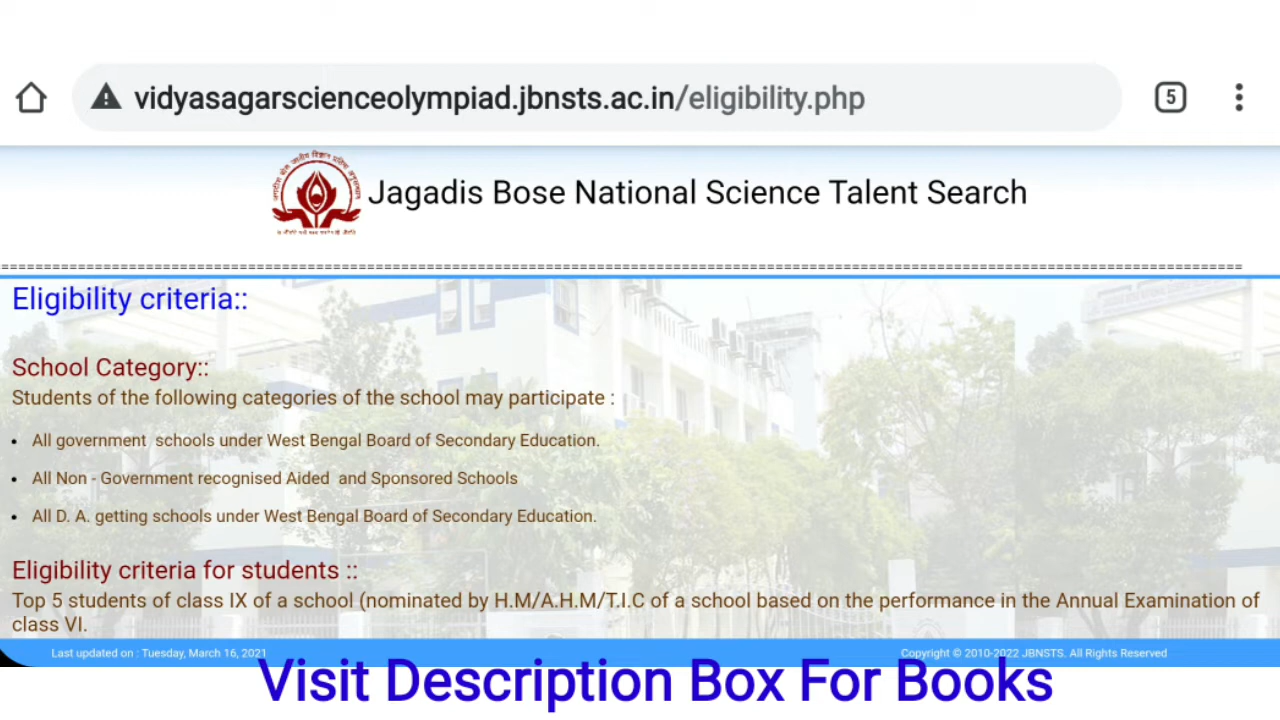 vidyasagarscienceolympiad.jbnsts.ac.in/eligibility.php
5
Jagadis Bose National Science Talent Search
=====================================================================================================================================================
Eligibility criteria::
School Category::
Students of the following categories of the school may participate :
• All government schools under West Bengal Board of Secondary Education.
• All Non - Government recognised Aided and Sponsored Schools
• All D. A. getting schools under West Bengal Board of Secondary Education.
Eligibility criteria for students ::
Top 5 students of class IX of a school (nominated by H.M/A.H.M/T.I.C of a school based on the performance in the Annual Examination of
class VI.
Last updated on : Tuesday, March 16, 2021
Copyright © 2010-2022 JBNSTS. All Rights Reserved
Visit Description Box For Books